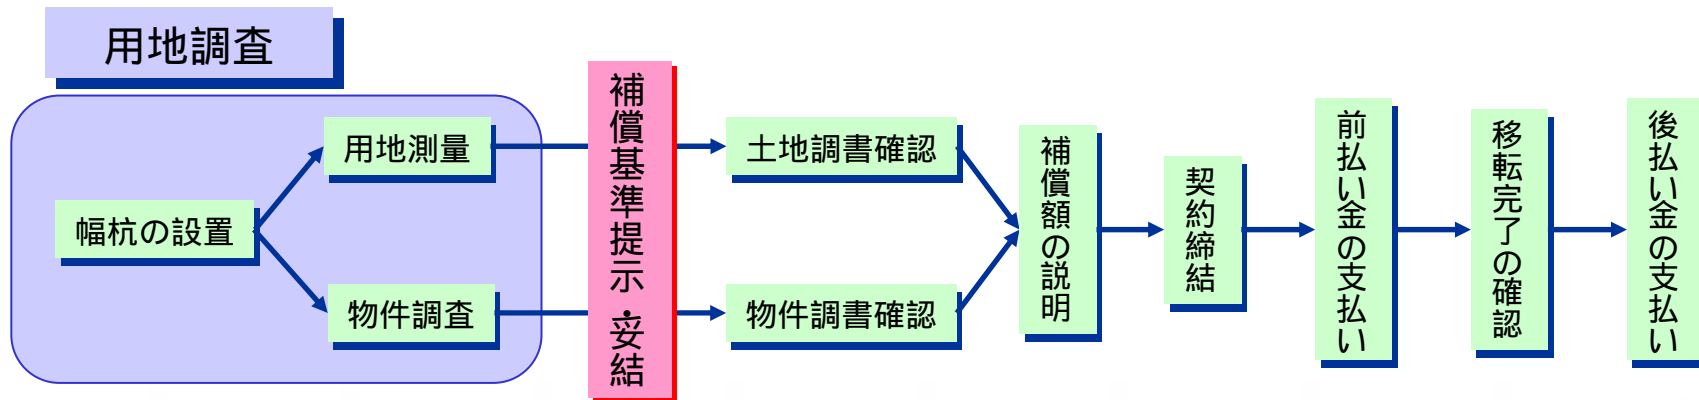 用地調査
幅杭の設置
用地測量
物件調査
補償基準提示・妥結
土地調書確認
物件調書確認
補償額の説明
契約締結
前払い金の支払い
移転完了の確認
後払い金の支払い